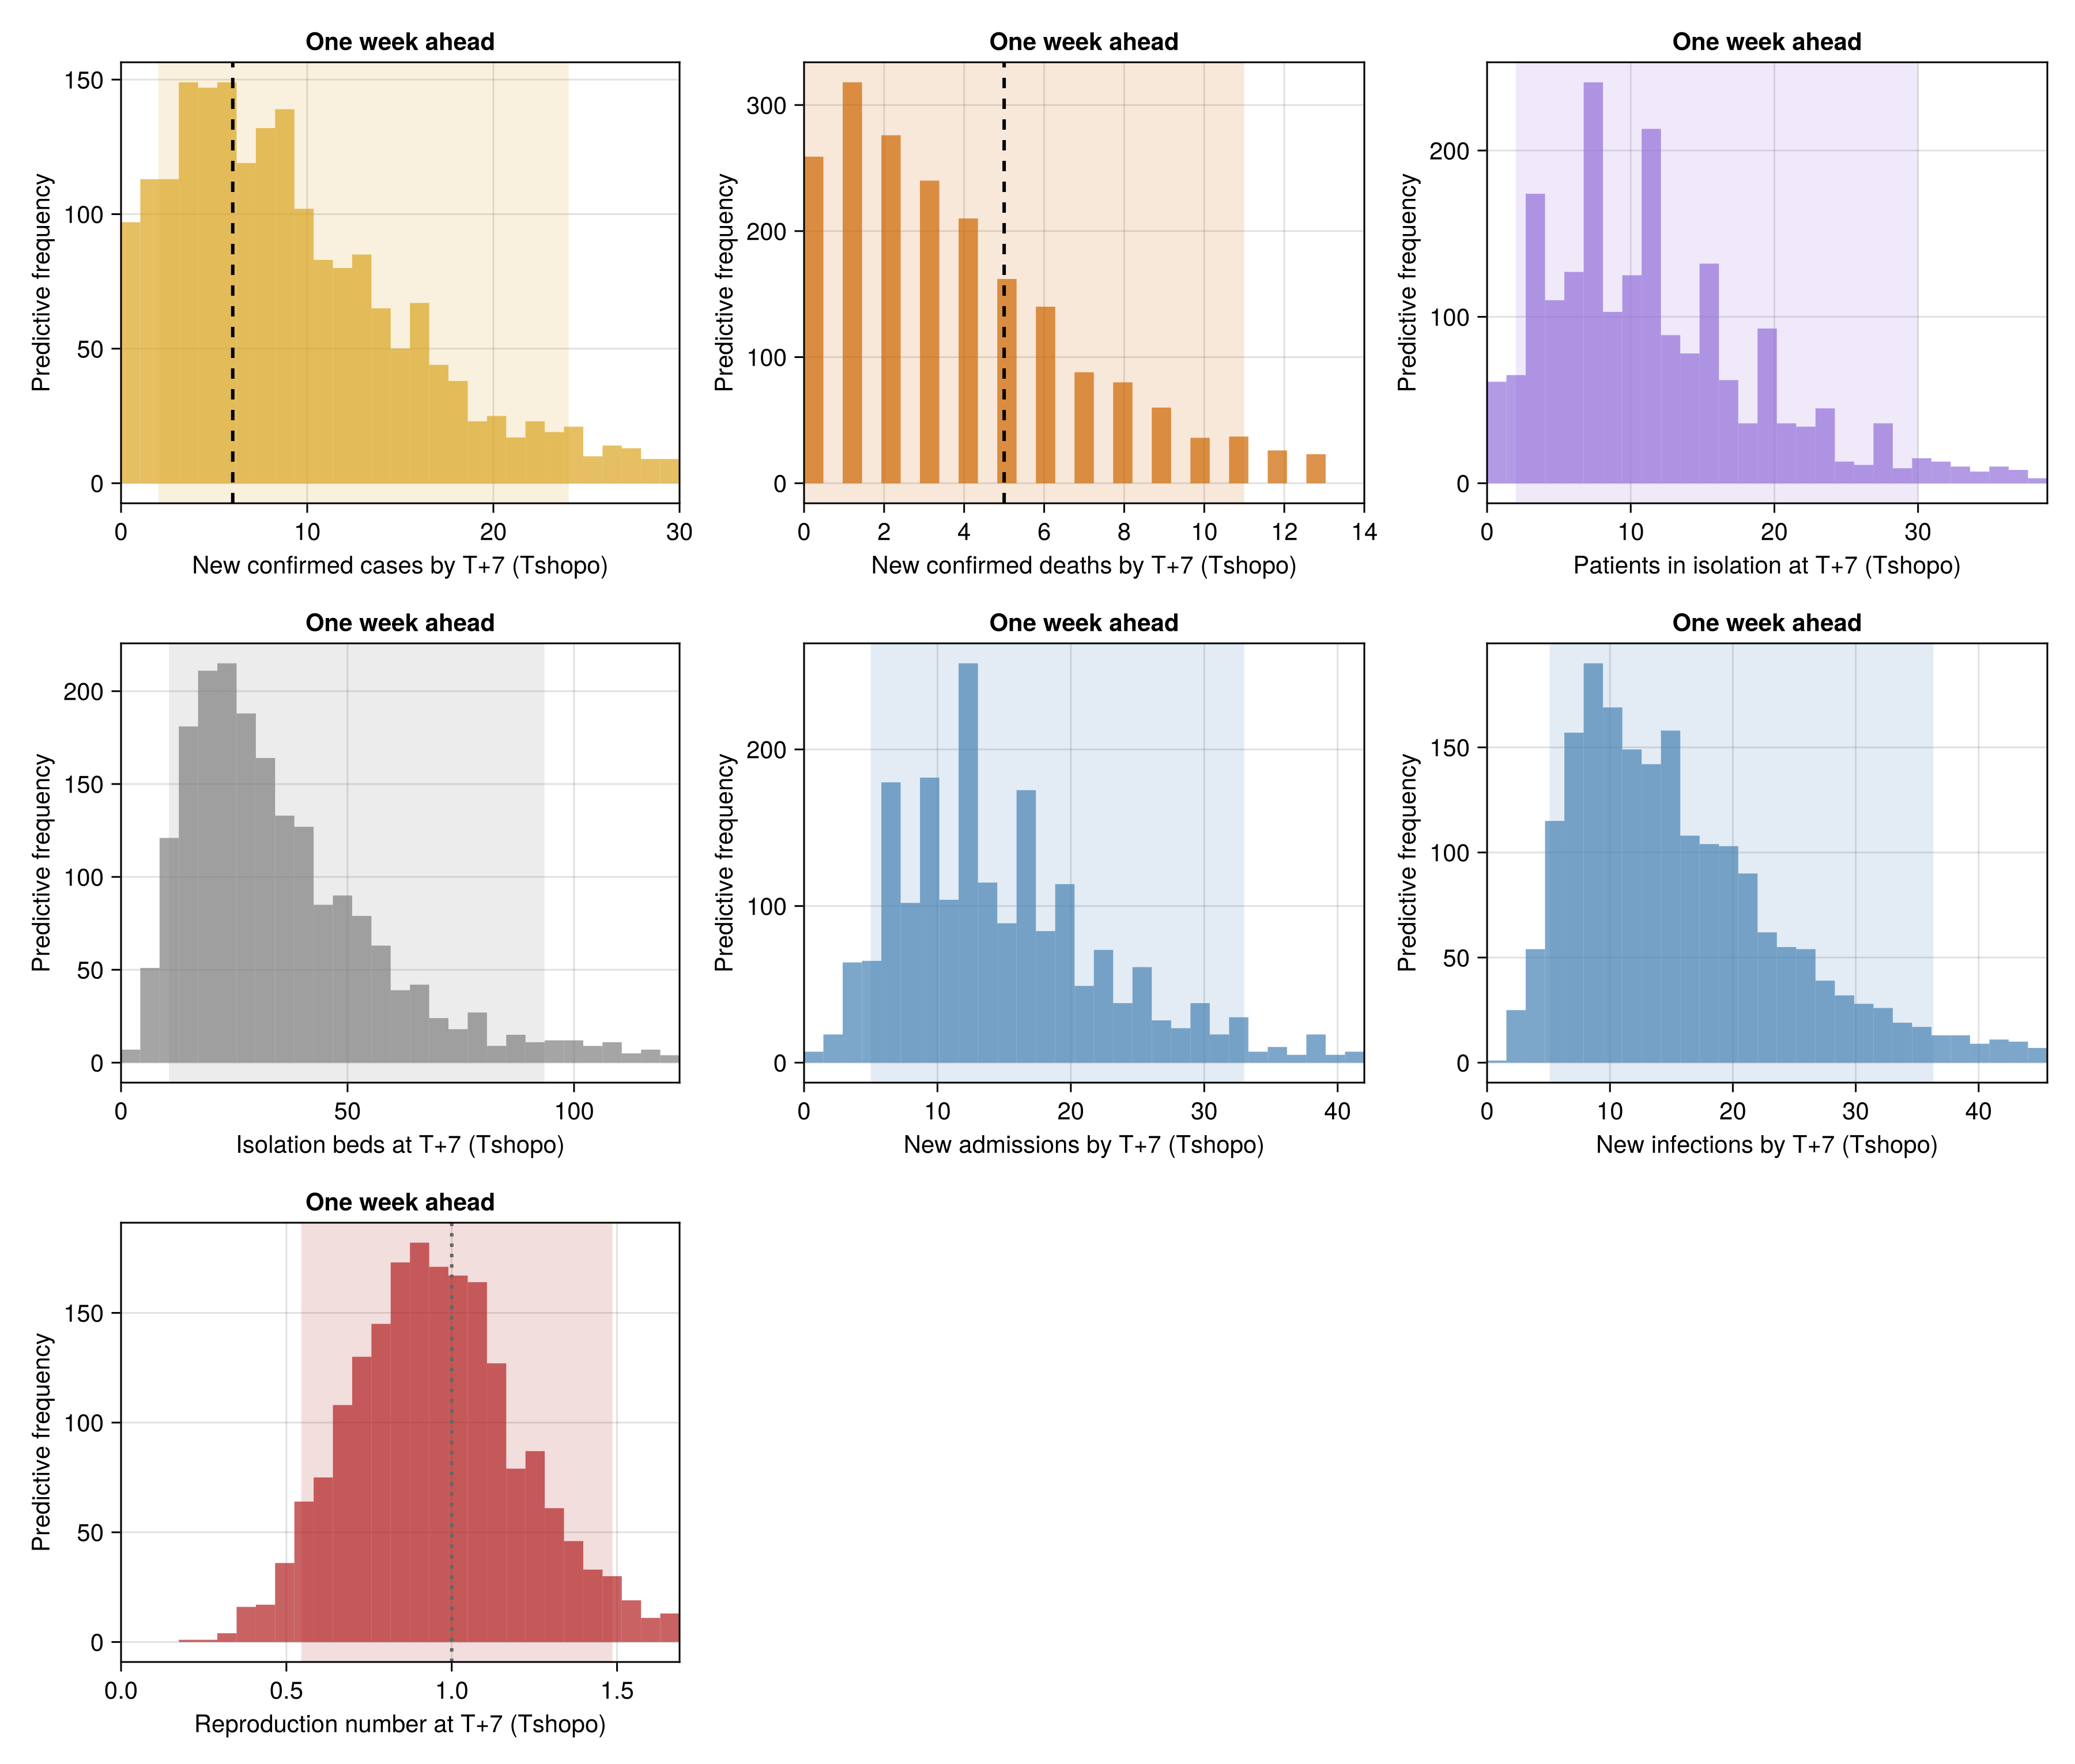 One week ahead
150
100
50
0
0
10
20
30
Predictive frequency
New confirmed cases by T+7 (Tshopo)
One week ahead
300
200
100
0
0
2
4
6
8
10
12
14
Predictive frequency
New confirmed deaths by T+7 (Tshopo)
One week ahead
200
100
0
0
10
20
30
Predictive frequency
Patients in isolation at T+7 (Tshopo)
One week ahead
200
150
100
50
0
0
50
100
Predictive frequency
Isolation beds at T+7 (Tshopo)
One week ahead
200
100
0
0
10
20
30
40
Predictive frequency
New admissions by T+7 (Tshopo)
One week ahead
150
100
50
0
0
10
20
30
40
Predictive frequency
New infections by T+7 (Tshopo)
One week ahead
150
100
50
0
0.0
0.5
1.0
1.5
Predictive frequency
Reproduction number at T+7 (Tshopo)